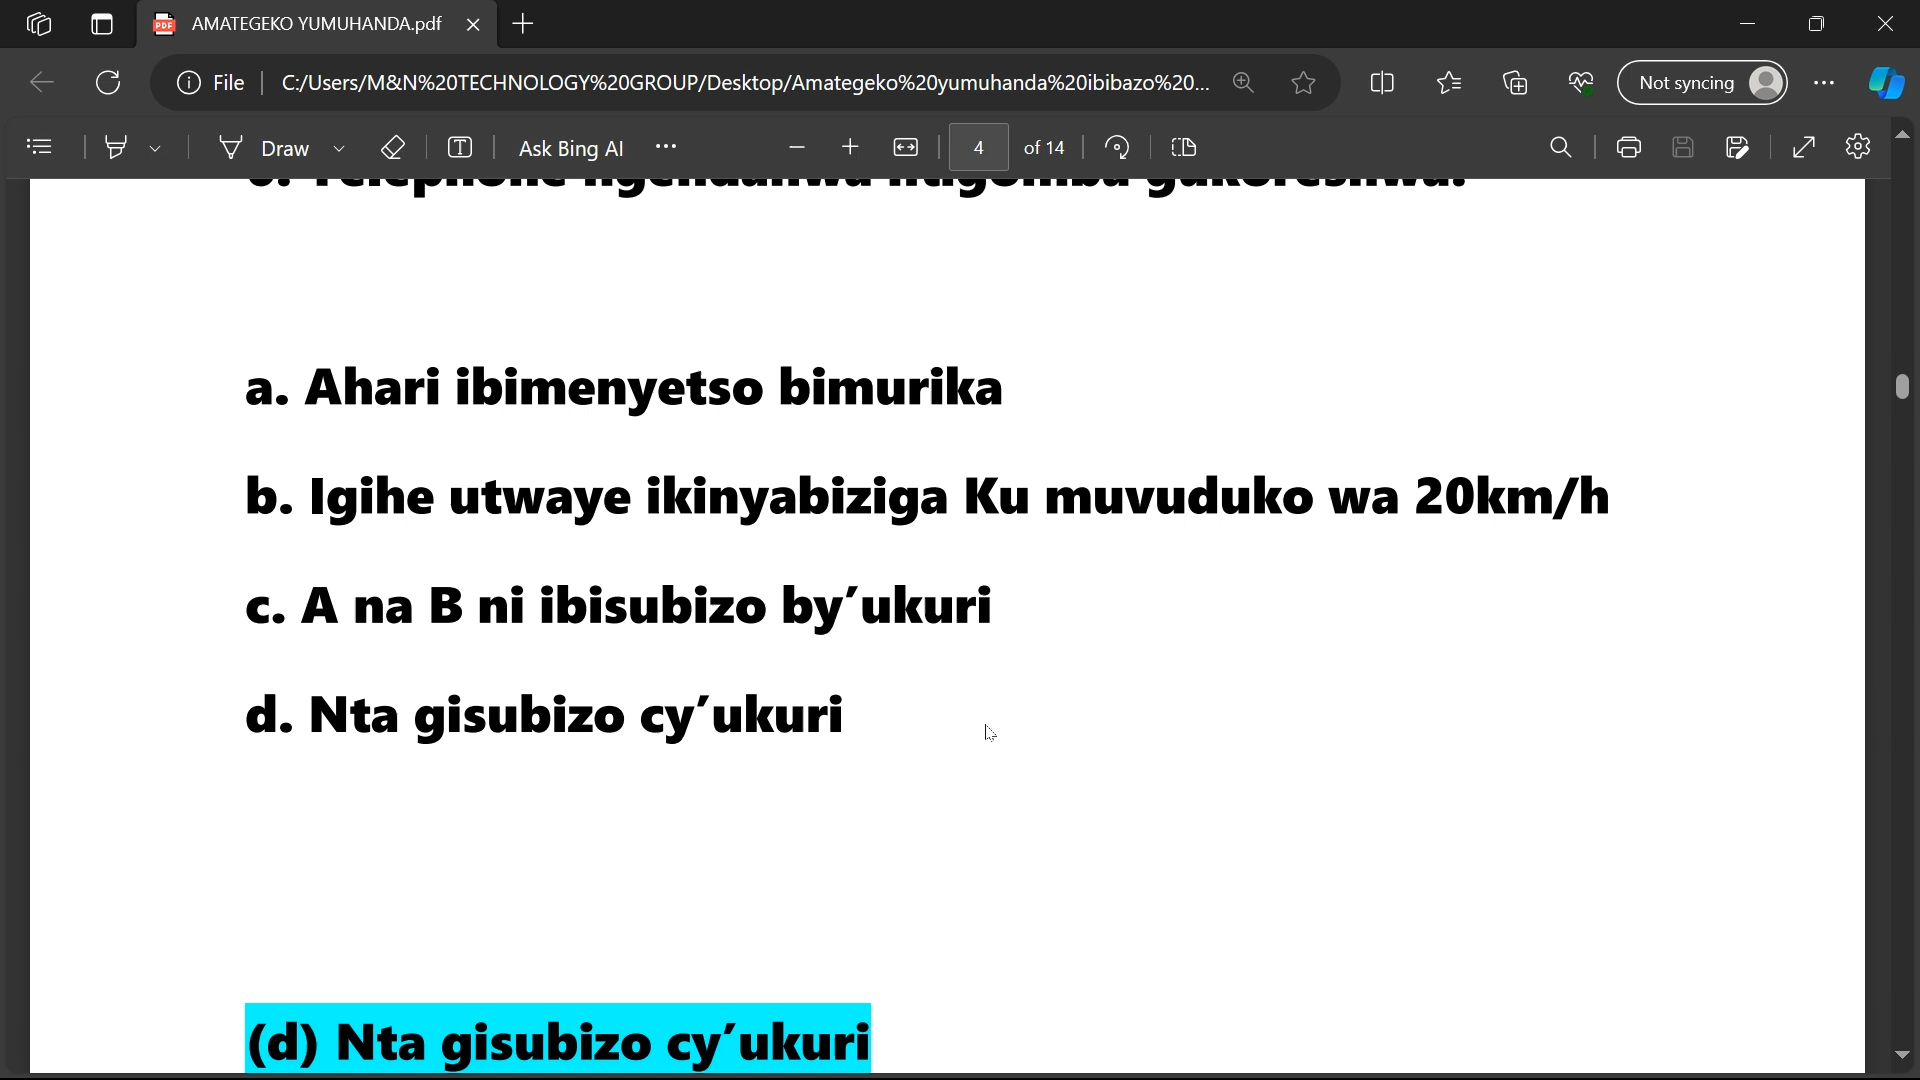 AMATEGEKO YUMUHANDA.pdf
File
C:/Users/M&N%20TECHNOLOGY%20GROUP/Desktop/Amategeko%20yumuhanda%20ibibazo%20...
Not syncing
Draw
Ask Bing AI
4 of 14
a. Ahari ibimenyetso bimurika
b. Igihe utwaye ikinyabiziga Ku muvuduko wa 20km/h
c. A na B ni ibisubizo by’ukuri
d. Nta gisubizo cy’ukuri
(d) Nta gisubizo cy’ukuri